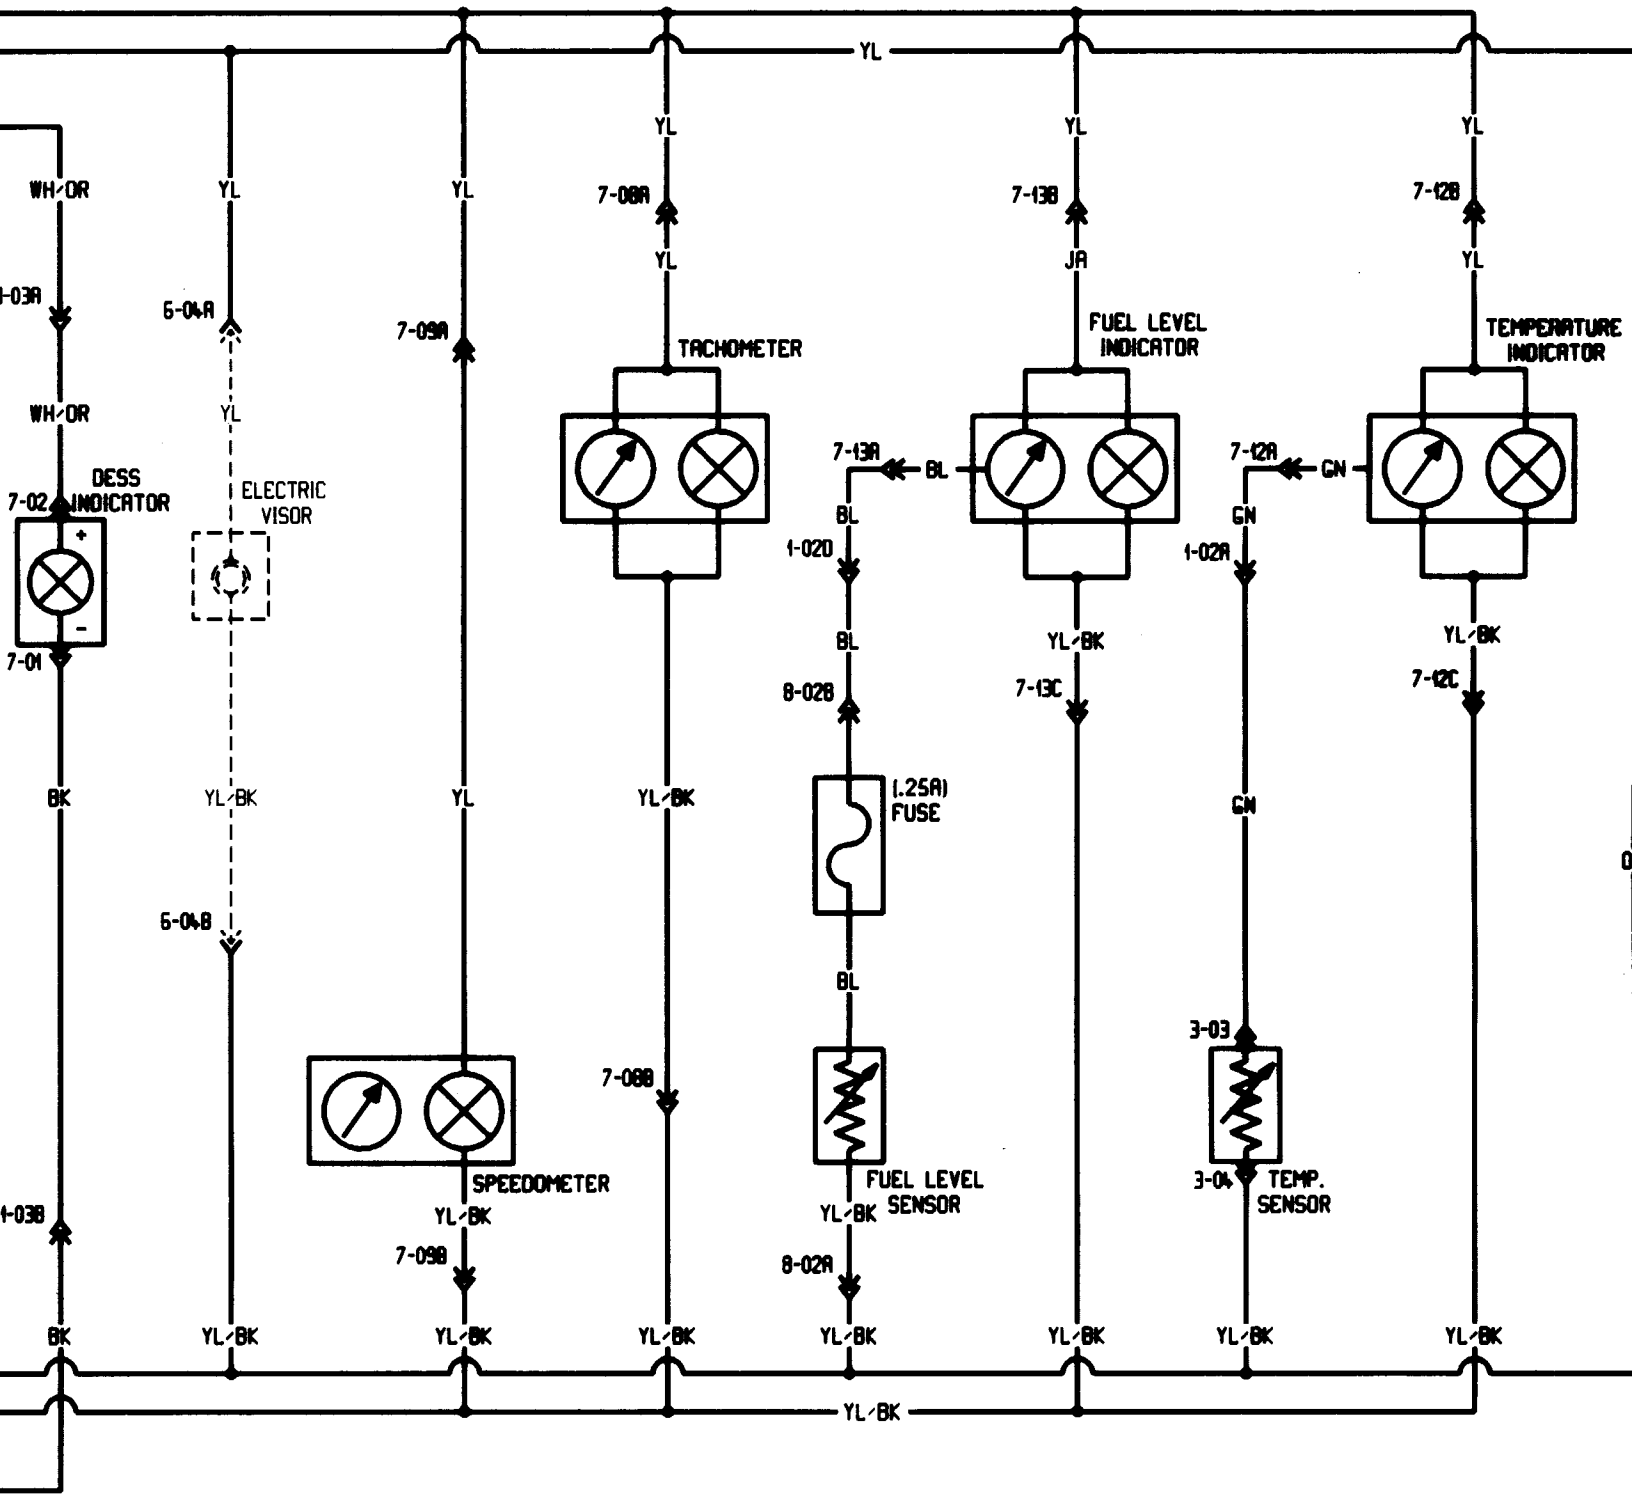 YL
YL
YL
YL
WH/OR
YL
YL
7-08A
7-13B
7-12B
YL
JA
YL
-03A
6-04A
7-09A
FUEL LEVEL
INDICATOR
TEMPERATURE
INDICATOR
TACHOMETER
WH/OR
YL
7-13A
BL
7-12A
GN
DESS
INDICATOR
7-02
ELECTRIC
VISOR
BL
GN
+
1-02D
1-02A
-
7-01
BL
YL/BK
YL/BK
8-02B
7-13C
7-12C
BK
YL/BK
YL
YL/BK
(.25A)
FUSE
GN
6-04B
BL
3-03
7-08B
SPEEDOMETER
FUEL LEVEL
SENSOR
3-04
TEMP.
SENSOR
1-03B
YL/BK
YL/BK
7-09B
8-02A
BK
YL/BK
YL/BK
YL/BK
YL/BK
YL/BK
YL/BK
YL/BK
YL/BK